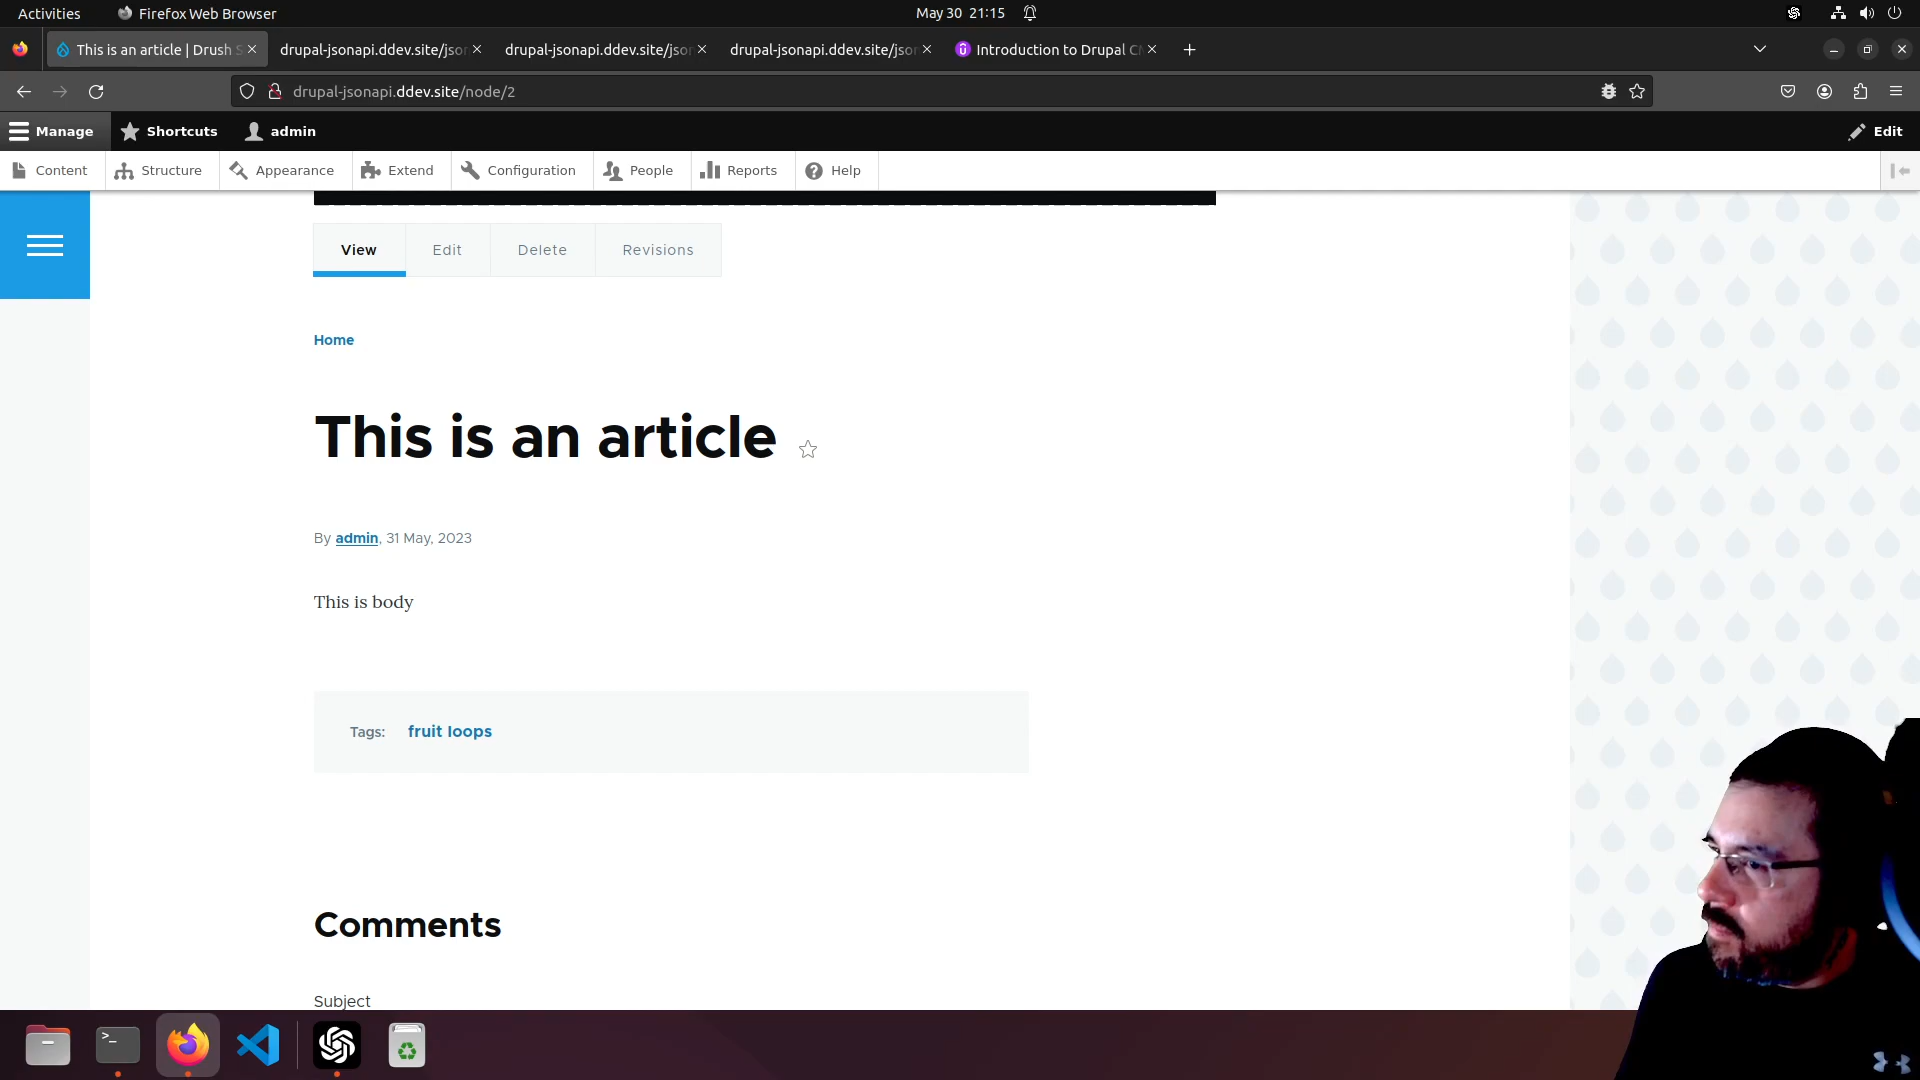 Activities Firefox Web Browser May 30 21:15
This is an article | Drush S drupal-jsonapi.ddev.site/jsor drupal-jsonapi.ddev.site/jso drupal-jsonapi.ddev.site/jsor Introduction to Drupal C
drupal-jsonapi.ddev.site/node/2
Manage Shortcuts admin Edit
Content Structure Appearance Extend Configuration People Reports Help
View Edit Delete Revisions
Home
This is an article
By admin, 31 May, 2023
This is body
Tags: fruit loops
Comments
Subject